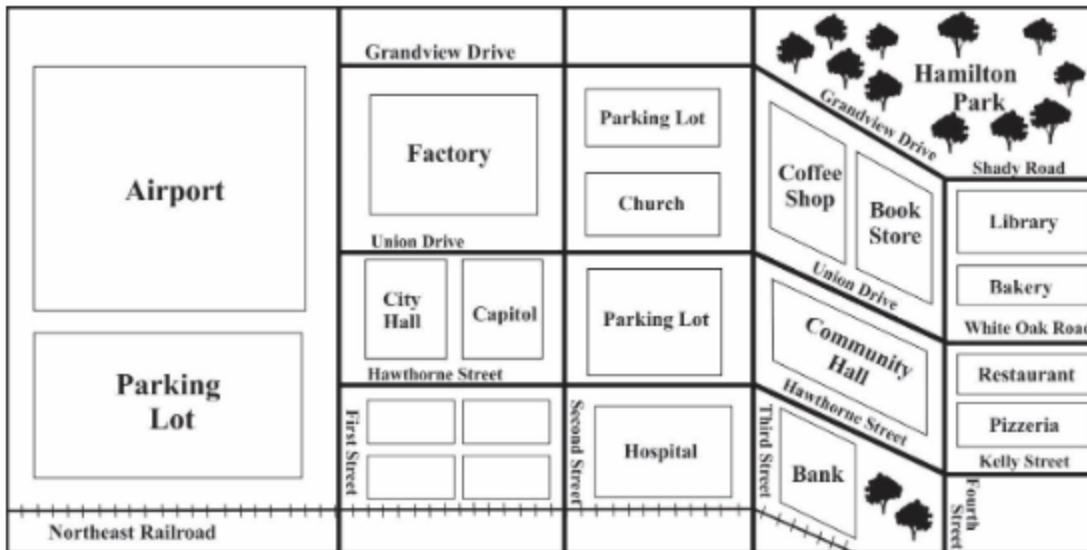 Grandview Drive
Hamilton
Park
Grandview Drive
Shady Road
Airport
Factory
Parking Lot
Church
Coffee
Shop
Book
Store
Library
Bakery
Union Drive
Union Drive
White Oak Road
City
Hall
Capitol
Parking Lot
Community
Hall
Restaurant
Pizzeria
Hawthorne Street
Hawthorne Street
Kelly Street
Parking
Lot
First Street
Second Street
Hospital
Third Street
Bank
Fourth
Street
Northeast Railroad